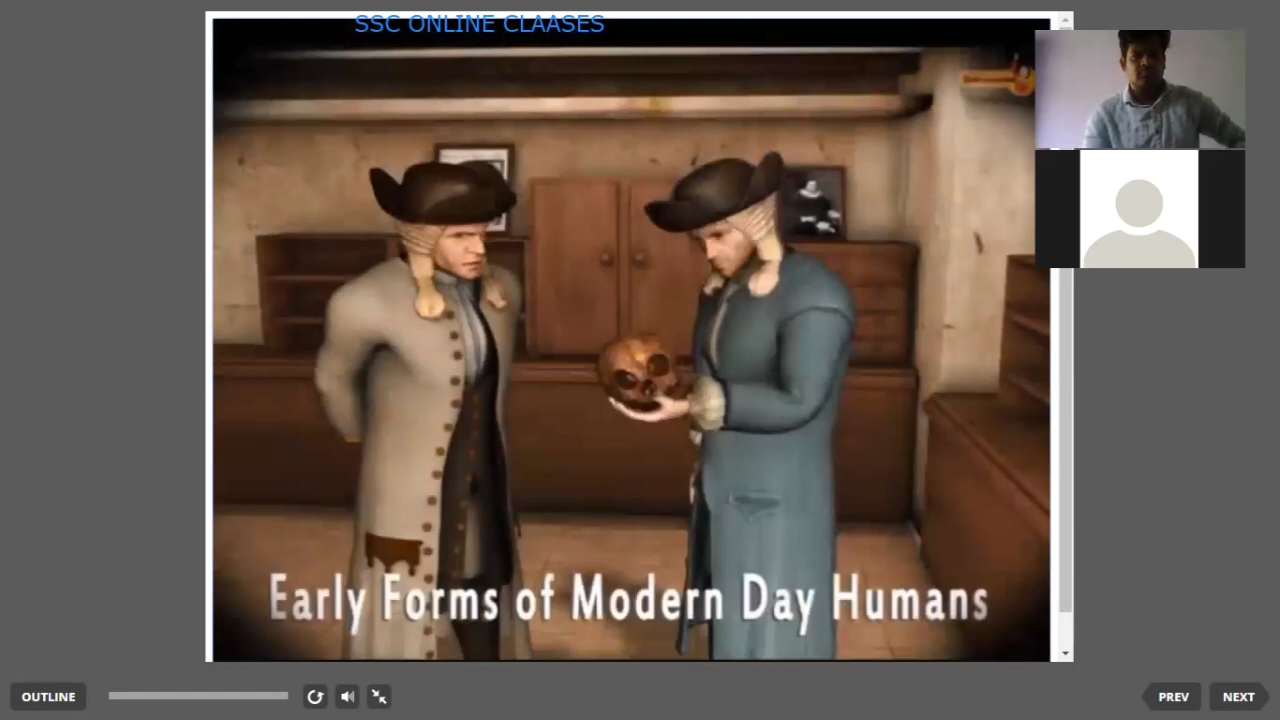 SSC ONLINE CLAASES
Early Forms of Modern Day Humans
OUTLINE
PREV
NEXT